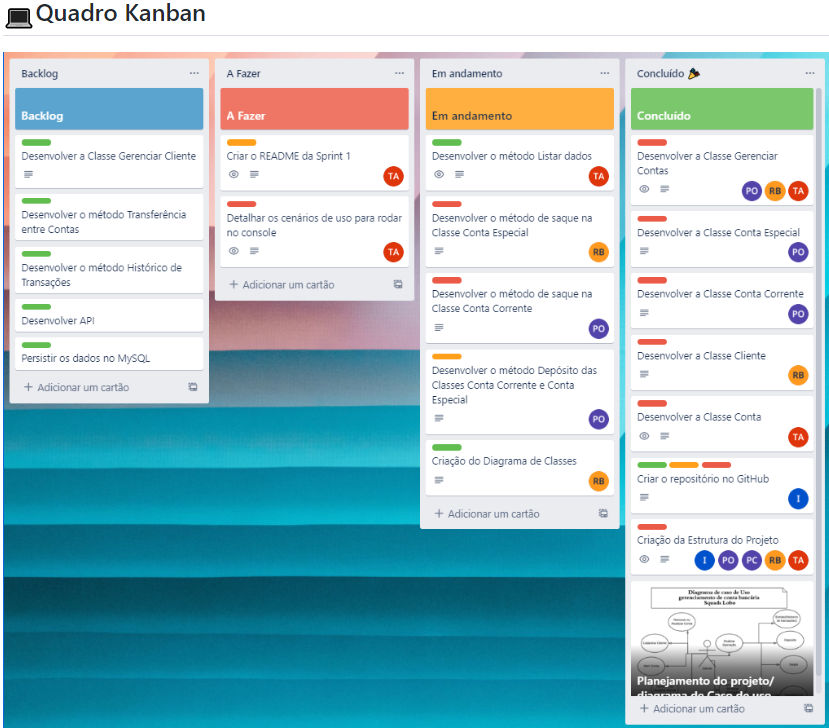 Quadro Kanban
Backlog
Backlog
Desenvolver a Classe Gerenciar Cliente
Desenvolver o método Transferência
entre Contas
Desenvolver o método Histórico de
Transações
Desenvolver API
Persistir os dados no MySQL
+ Adicionar um cartão
A Fazer
A Fazer
Criar o README da Sprint 1
TA
Detalhar os cenários de uso para rodar
no console
TA
+ Adicionar um cartão
Em andamento
Em andamento
Desenvolver o método Listar dados
TA
Desenvolver o método de saque na
Classe Conta Especial
RB
Desenvolver o método de saque na
Classe Conta Corrente
PO
Desenvolver o método Depósito das
Classes Conta Corrente e Conta
Especial
PO
Criação do Diagrama de Classes
RB
+ Adicionar um cartão
Concluído
Concluído
Desenvolver a Classe Gerenciar
Contas
PO RB TA
Desenvolver a Classe Conta Especial
PO
Desenvolver a Classe Conta Corrente
PO
Desenvolver a Classe Cliente
RB
Desenvolver a Classe Conta
TA
Criar o repositório no GitHub
I
Criação da Estrutura do Projeto
I PO PC RB TA
Diagrama de caso de Uso
gerenciamento de conta bancária
Squads Lobo
Planejamento do projeto/
diagrama de Caso de uso
+ Adicionar um cartão